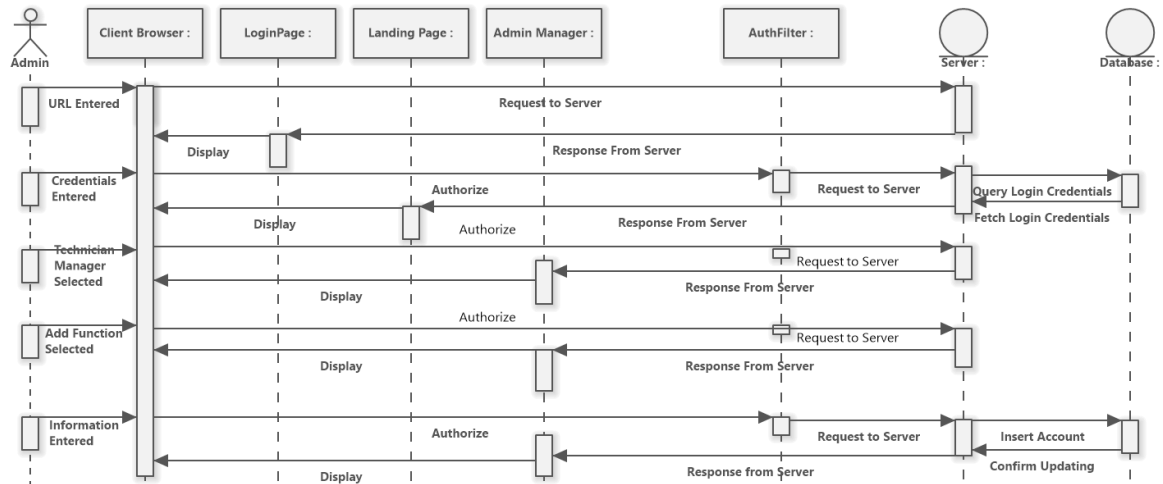 Client Browser :
LoginPage :
Landing Page :
Admin Manager :
AuthFilter :
Admin
Server :
Database :
URL Entered
Request to Server
Display
Response From Server
Credentials
Entered
Authorize
Request to Server
Query Login Credentials
Display
Response From Server
Fetch Login Credentials
Authorize
Technician
Manager
Selected
Request to Server
Display
Response From Server
Authorize
Add Function
Selected
Request to Server
Display
Response From Server
Information
Entered
Authorize
Request to Server
Insert Account
Confirm Updating
Display
Response from Server